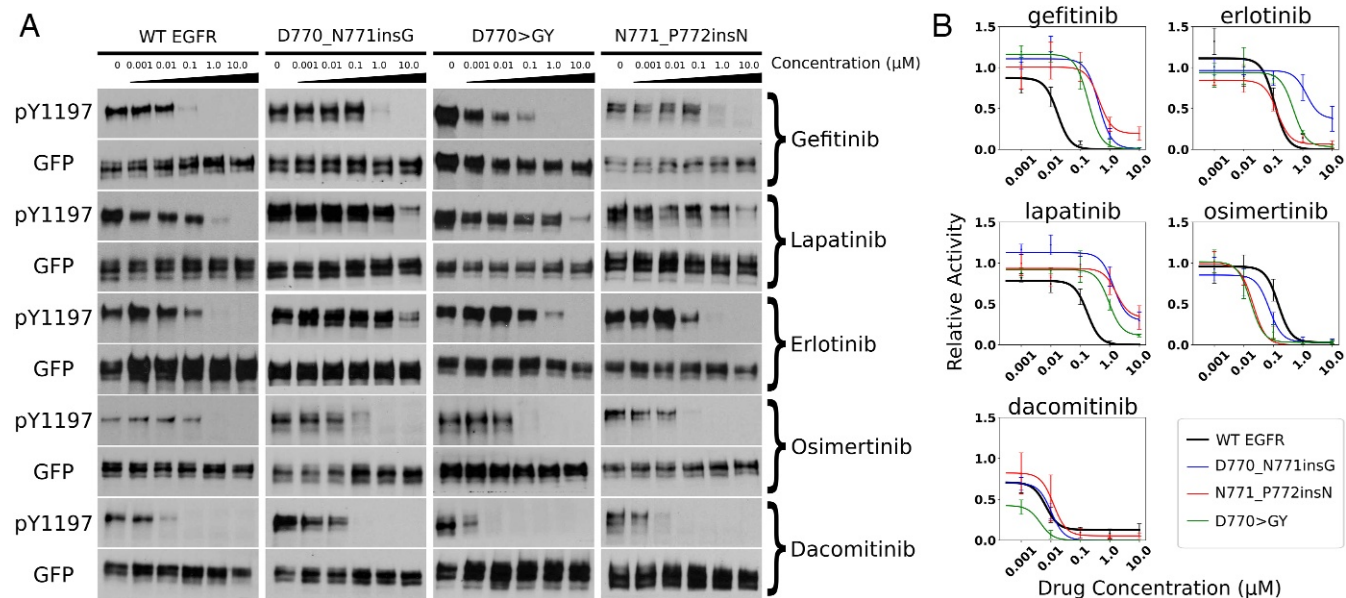 A
WT EGFR
D770_N771insG
D770>GY
N771_P772insN
0 0.001 0.01 0.1 1.0 10.0
0 0.001 0.01 0.1 1.0 10.0
0 0.001 0.01 0.1 1.0 10.0
0 0.001 0.01 0.1 1.0 10.0
Concentration (µM)
pY1197
GFP
Gefitinib
pY1197
GFP
Lapatinib
pY1197
GFP
Erlotinib
pY1197
GFP
Osimertinib
pY1197
GFP
Dacomitinib
B
gefitinib
1.5
1.0
0.5
0.0
0.001 0.01 0.1 1.0 10.0
erlotinib
1.5
1.0
0.5
0.0
0.001 0.01 0.1 1.0 10.0
lapatinib
1.5
1.0
0.5
0.0
0.001 0.01 0.1 1.0 10.0
osimertinib
1.5
1.0
0.5
0.0
0.001 0.01 0.1 1.0 10.0
dacomitinib
1.5
1.0
0.5
0.0
0.001 0.01 0.1 1.0 10.0
Relative Activity
Drug Concentration (µM)
WT EGFR
D770_N771insG
N771_P772insN
D770>GY